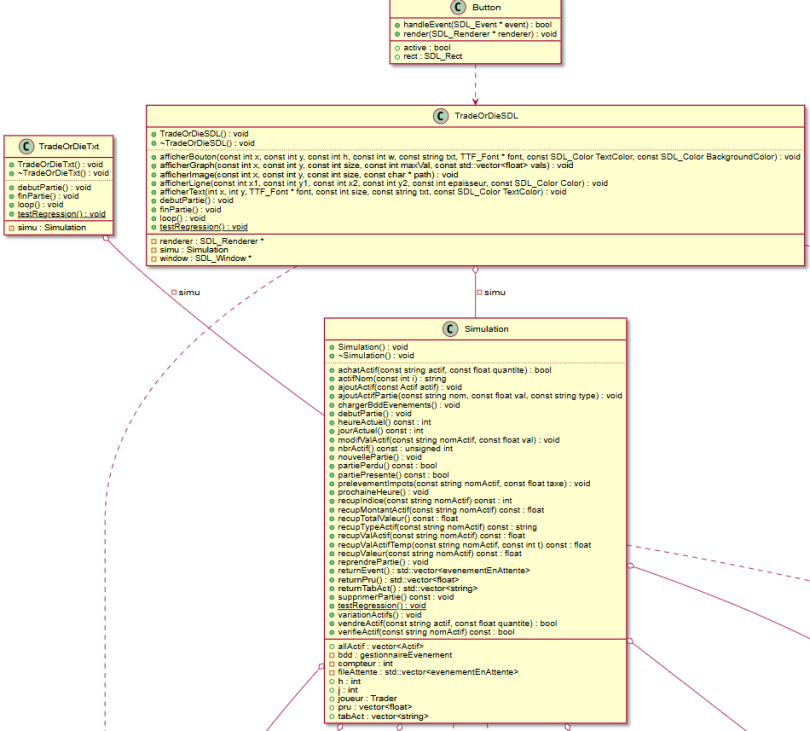 C Button
handleEvent(SDL_Event * event) : bool
render(SDL_Renderer * renderer) : void
active : bool
rect : SDL_Rect
C TradeOrDieTxt
TradeOrDieTxt() : void
~TradeOrDieTxt() : void
debutPartie() : void
finPartie() : void
loop() : void
testRegression() : void
simu : Simulation
C TradeOrDieSDL
TradeOrDieSDL() : void
~TradeOrDieSDL() : void
afficherBouton(const int x, const int y, const int h, const int w, const string txt, TTF_Font * font, const SDL_Color TextColor, const SDL_Color BackgroundColor) : void
afficherGraph(const int x, const int y, const int size, const int maxVal, const std::vector<float> vals) : void
afficherImage(const int x, const int y, const int size, const char * path) : void
afficherLigne(const int x1, const int y1, const int x2, const int y2, const int epaisseur, const SDL_Color Color) : void
afficherText(int x, int y, TTF_Font * font, const int size, const string txt, const SDL_Color TextColor) : void
debutPartie() : void
finPartie() : void
loop() : void
testRegression() : void
renderer : SDL_Renderer *
simu : Simulation
window : SDL_Window *
simu
simu
C Simulation
Simulation() : void
~Simulation() : void
achatActif(const string actif, const float quantite) : bool
actifNom(const int i) : string
ajoutActif(const Actif actif) : void
ajoutActifPartie(const string nom, const float val, const string type) : void
chargerBddEvenements() : void
debutPartie() : void
heureActuel() const : int
jourActuel() const : int
modifValActif(const string nomActif, const float val) : void
nbrActif() const : unsigned int
nouvellePartie() : void
partiePerdu() const : bool
partiePresente() const : bool
prelevementImpots(const string nomActif, const float taxe) : void
prochaineHeure() : void
recupIndice(const string nomActif) const : int
recupMontantActif(const string nomActif) const : float
recupTotalValeur() const : float
recupTypeActif(const string nomActif) const : string
recupValActif(const string nomActif) const : float
recupValActifTemp(const string nomActif, const int t) const : float
recupValeur(const string nomActif) const : float
reprendrePartie() : void
returnEvent() : std::vector<evenementEnAttente>
returnPru() : std::vector<float>
returnTabAct() : std::vector<string>
supprimerPartie() const : void
testRegression() : void
variationActifs() : void
vendreActif(const string actif, const float quantite) : bool
verifieActif(const string nomActif) const : bool
allActif : vector<Actif>
bdd : gestionnaireEvenement
compteur : int
fileAttente : std::vector<evenementEnAttente>
h : int
j : int
joueur : Trader
pru : vector<float>
tabAct : vector<string>